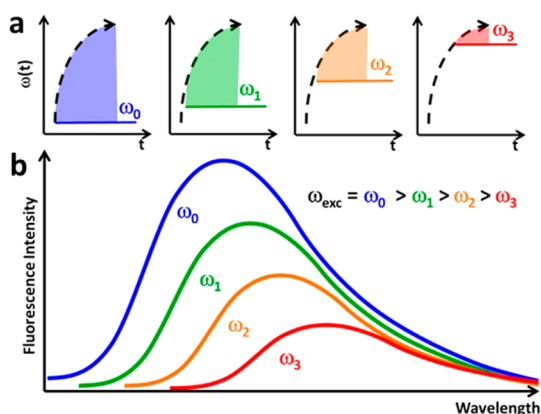 a
ω(t)
ω0
t
ω1
t
ω2
t
ω3
t
b
Fluorescence Intensity
ωexc = ω0 > ω1 > ω2 > ω3
ω0
ω1
ω2
ω3
Wavelength